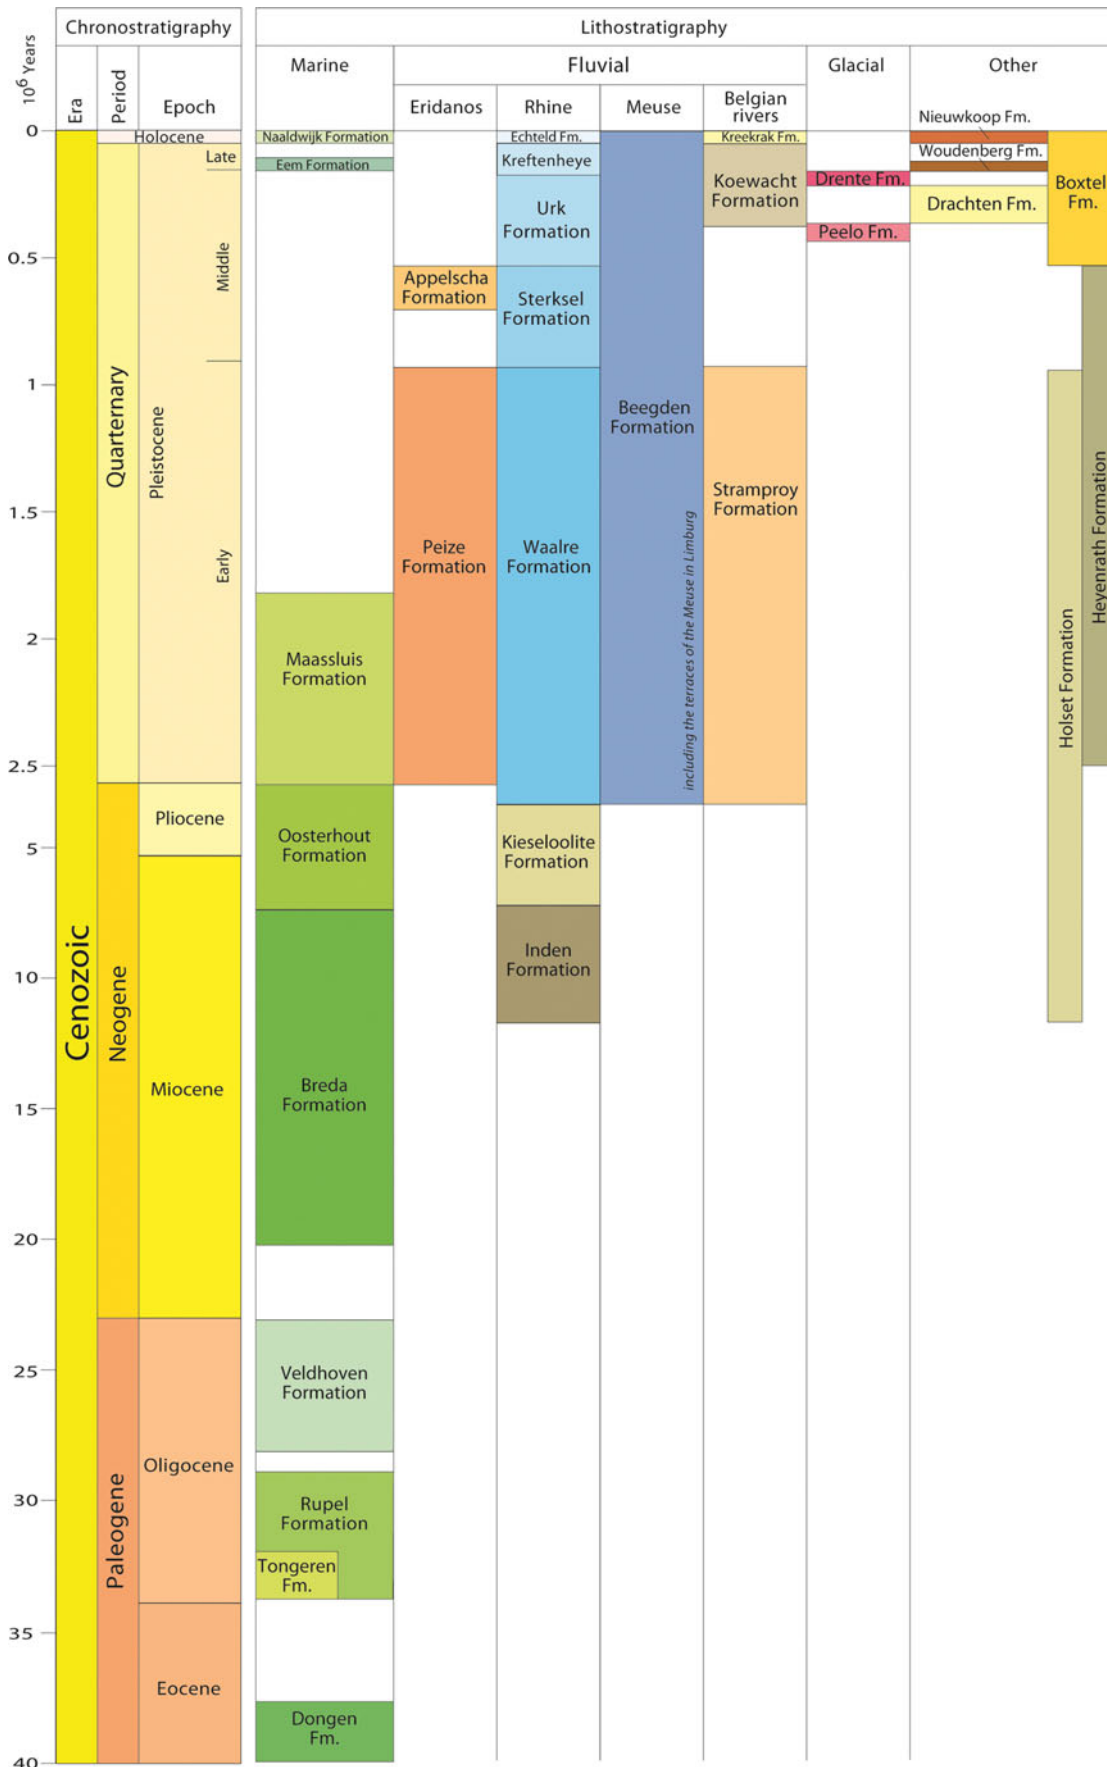 Chronostratigraphy
Lithostratigraphy
10⁶ Years
Era
Period
Epoch
Marine
Fluvial
Glacial
Other
Eridanos
Rhine
Meuse
Belgian
rivers
0
0.5
1
1.5
2
2.5
5
10
15
20
25
30
35
40
Cenozoic
Quarternary
Neogene
Paleogene
Holocene
Pleistocene
Late
Middle
Early
Pliocene
Miocene
Oligocene
Eocene
Naaldwijk Formation
Eem Formation
Maassluis
Formation
Oosterhout
Formation
Breda
Formation
Veldhoven
Formation
Rupel
Formation
Tongeren
Fm.
Dongen
Fm.
Appelscha
Formation
Peize
Formation
Echteld Fm.
Kreftenheye
Urk
Formation
Sterksel
Formation
Waalre
Formation
Kieseloolite
Formation
Inden
Formation
Beegden
Formation
including the terraces of the Meuse in Limburg
Kreekrak Fm.
Koewacht
Formation
Stramproy
Formation
Drente Fm.
Peelo Fm.
Nieuwkoop Fm.
Woudenberg Fm.
Drachten Fm.
Boxtel
Fm.
Holset Formation
Heyenrath Formation